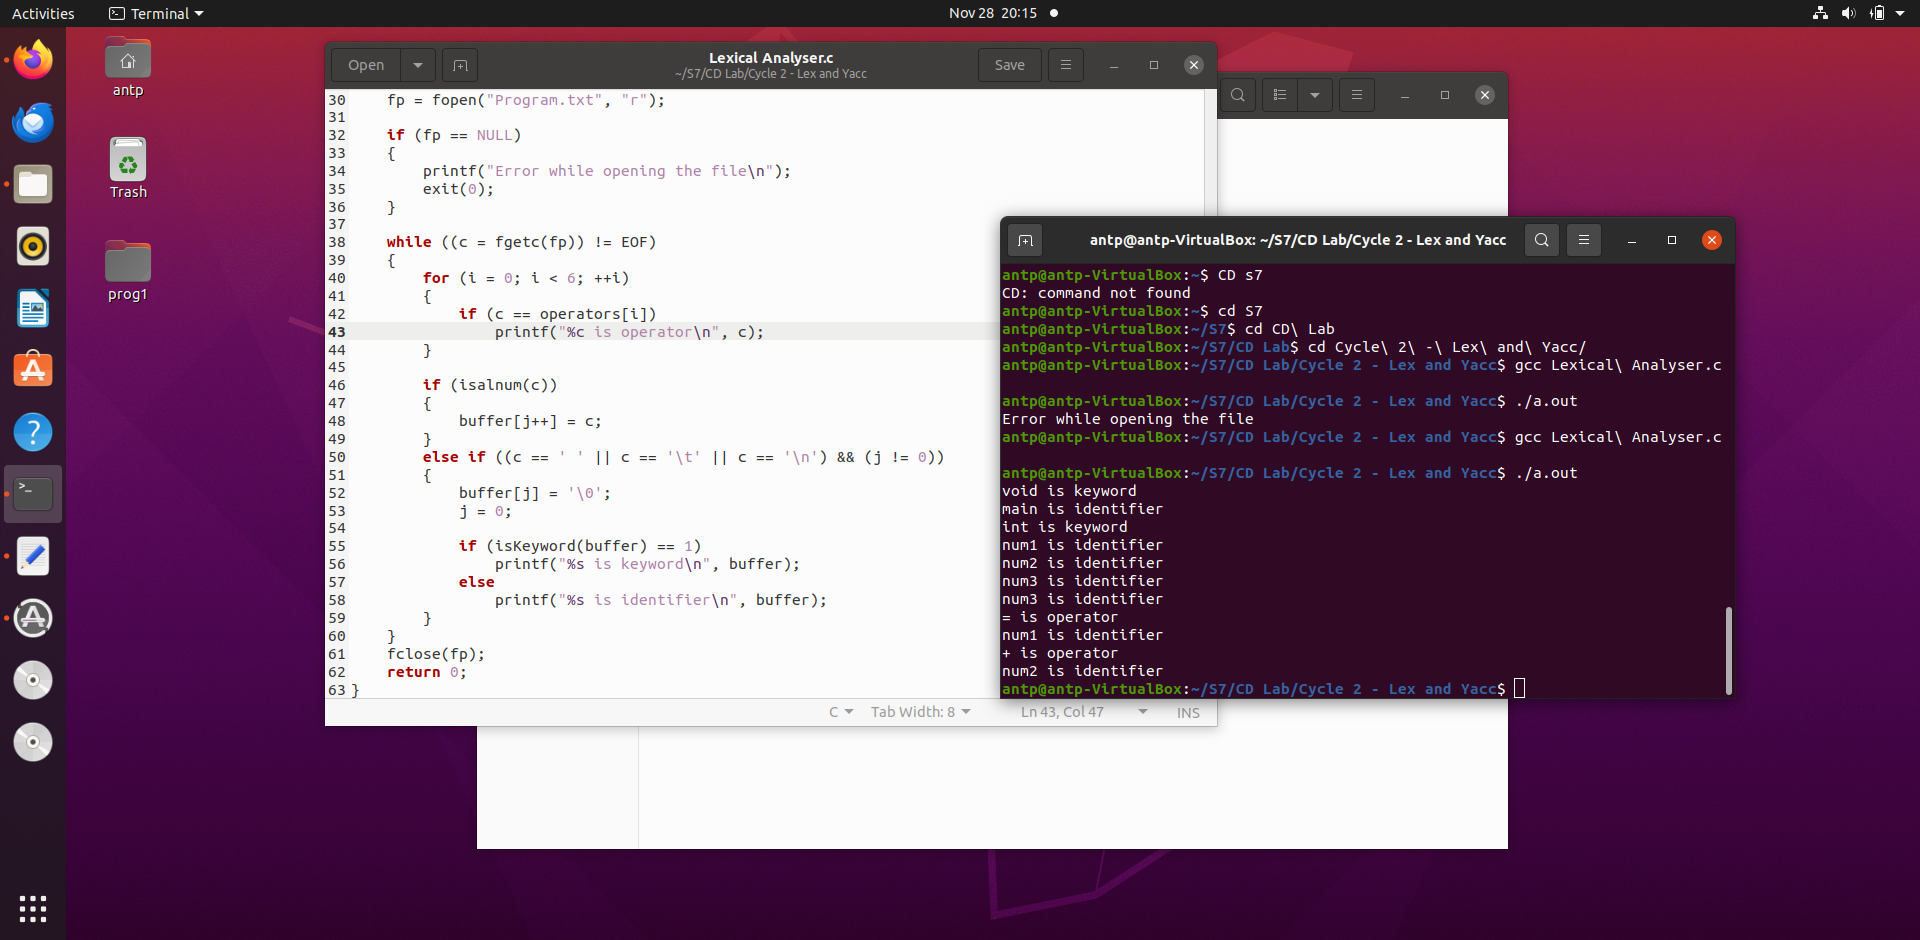 Activities
Terminal
Nov 28 20:15
antp
Trash
prog1
Open
Lexical Analyser.c
~/S7/CD Lab/Cycle 2 - Lex and Yacc
Save
30 fp = fopen("Program.txt", "r");
31
32 if (fp == NULL)
33 {
34 printf("Error while opening the file\n");
35 exit(0);
36 }
37
38 while ((c = fgetc(fp)) != EOF)
39 {
40 for (i = 0; i < 6; ++i)
41 {
42 if (c == operators[i])
43 printf("%c is operator\n", c);
44 }
45
46 if (isalnum(c))
47 {
48 buffer[j++] = c;
49 }
50 else if ((c == ' ' || c == '\t' || c == '\n') && (j != 0))
51 {
52 buffer[j] = '\0';
53 j = 0;
54
55 if (isKeyword(buffer) == 1)
56 printf("%s is keyword\n", buffer);
57 else
58 printf("%s is identifier\n", buffer);
59 }
60 }
61 fclose(fp);
62 return 0;
63 }
C
Tab Width: 8
Ln 43, Col 47
INS
antp@antp-VirtualBox: ~/S7/CD Lab/Cycle 2 - Lex and Yacc
antp@antp-VirtualBox:~$ CD s7
CD: command not found
antp@antp-VirtualBox:~$ cd S7
antp@antp-VirtualBox:~/S7$ cd CD\ Lab
antp@antp-VirtualBox:~/S7/CD Lab$ cd Cycle\ 2\ -\ Lex\ and\ Yacc/
antp@antp-VirtualBox:~/S7/CD Lab/Cycle 2 - Lex and Yacc$ gcc Lexical\ Analyser.c
antp@antp-VirtualBox:~/S7/CD Lab/Cycle 2 - Lex and Yacc$ ./a.out
Error while opening the file
antp@antp-VirtualBox:~/S7/CD Lab/Cycle 2 - Lex and Yacc$ gcc Lexical\ Analyser.c
antp@antp-VirtualBox:~/S7/CD Lab/Cycle 2 - Lex and Yacc$ ./a.out
void is keyword
main is identifier
int is keyword
num1 is identifier
num2 is identifier
num3 is identifier
num3 is identifier
= is operator
num1 is identifier
+ is operator
num2 is identifier
antp@antp-VirtualBox:~/S7/CD Lab/Cycle 2 - Lex and Yacc$